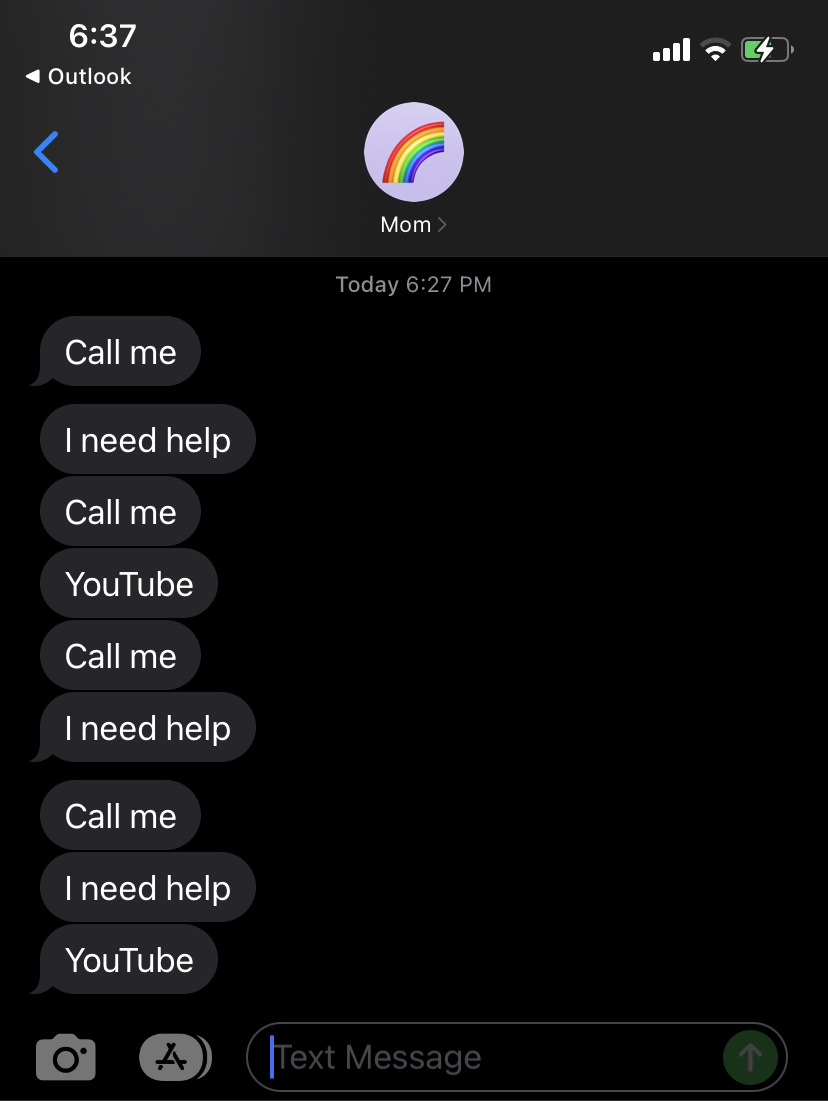 6:37
Outlook
Mom
Today 6:27 PM
Call me
I need help
Call me
YouTube
Call me
I need help
Call me
I need help
YouTube
Text Message